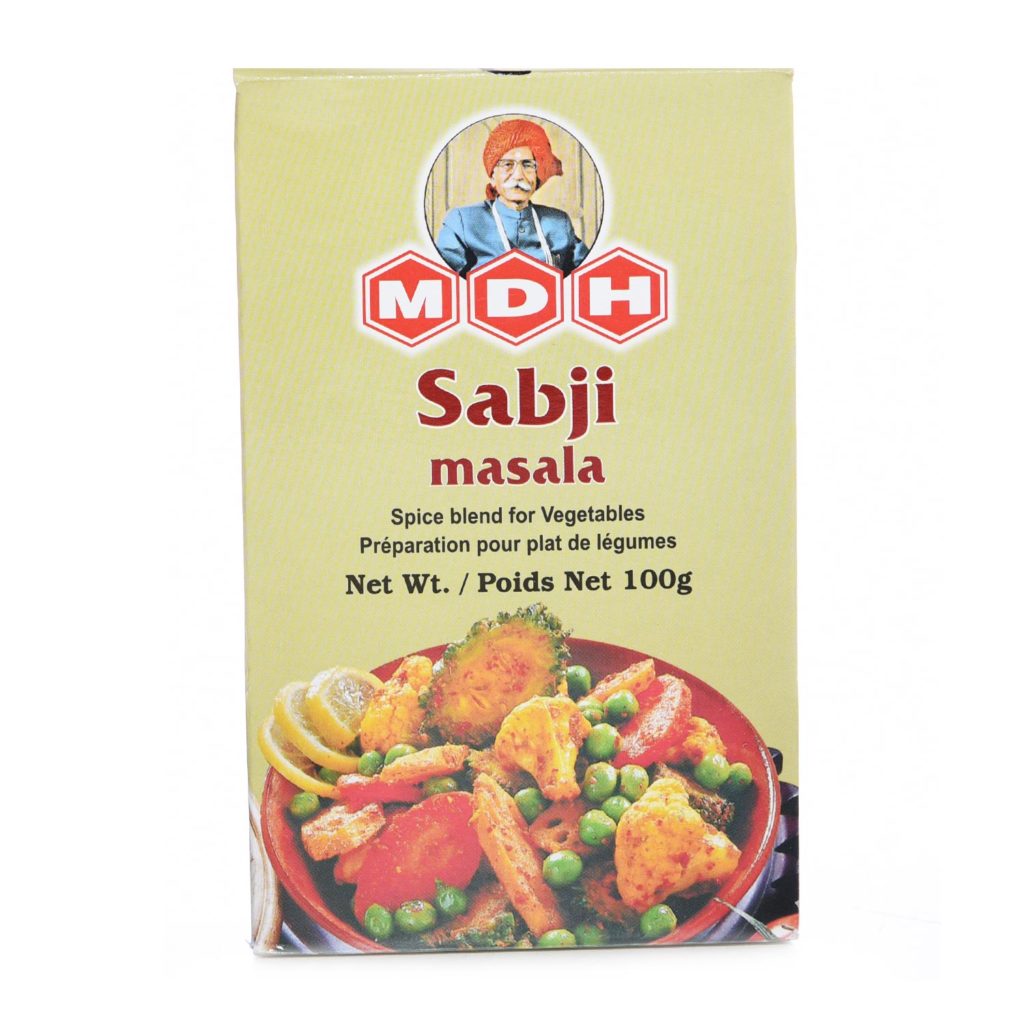 MDH
Sabji
masala
Spice blend for Vegetables
Préparation pour plat de légumes
Net Wt. / Poids Net 100g